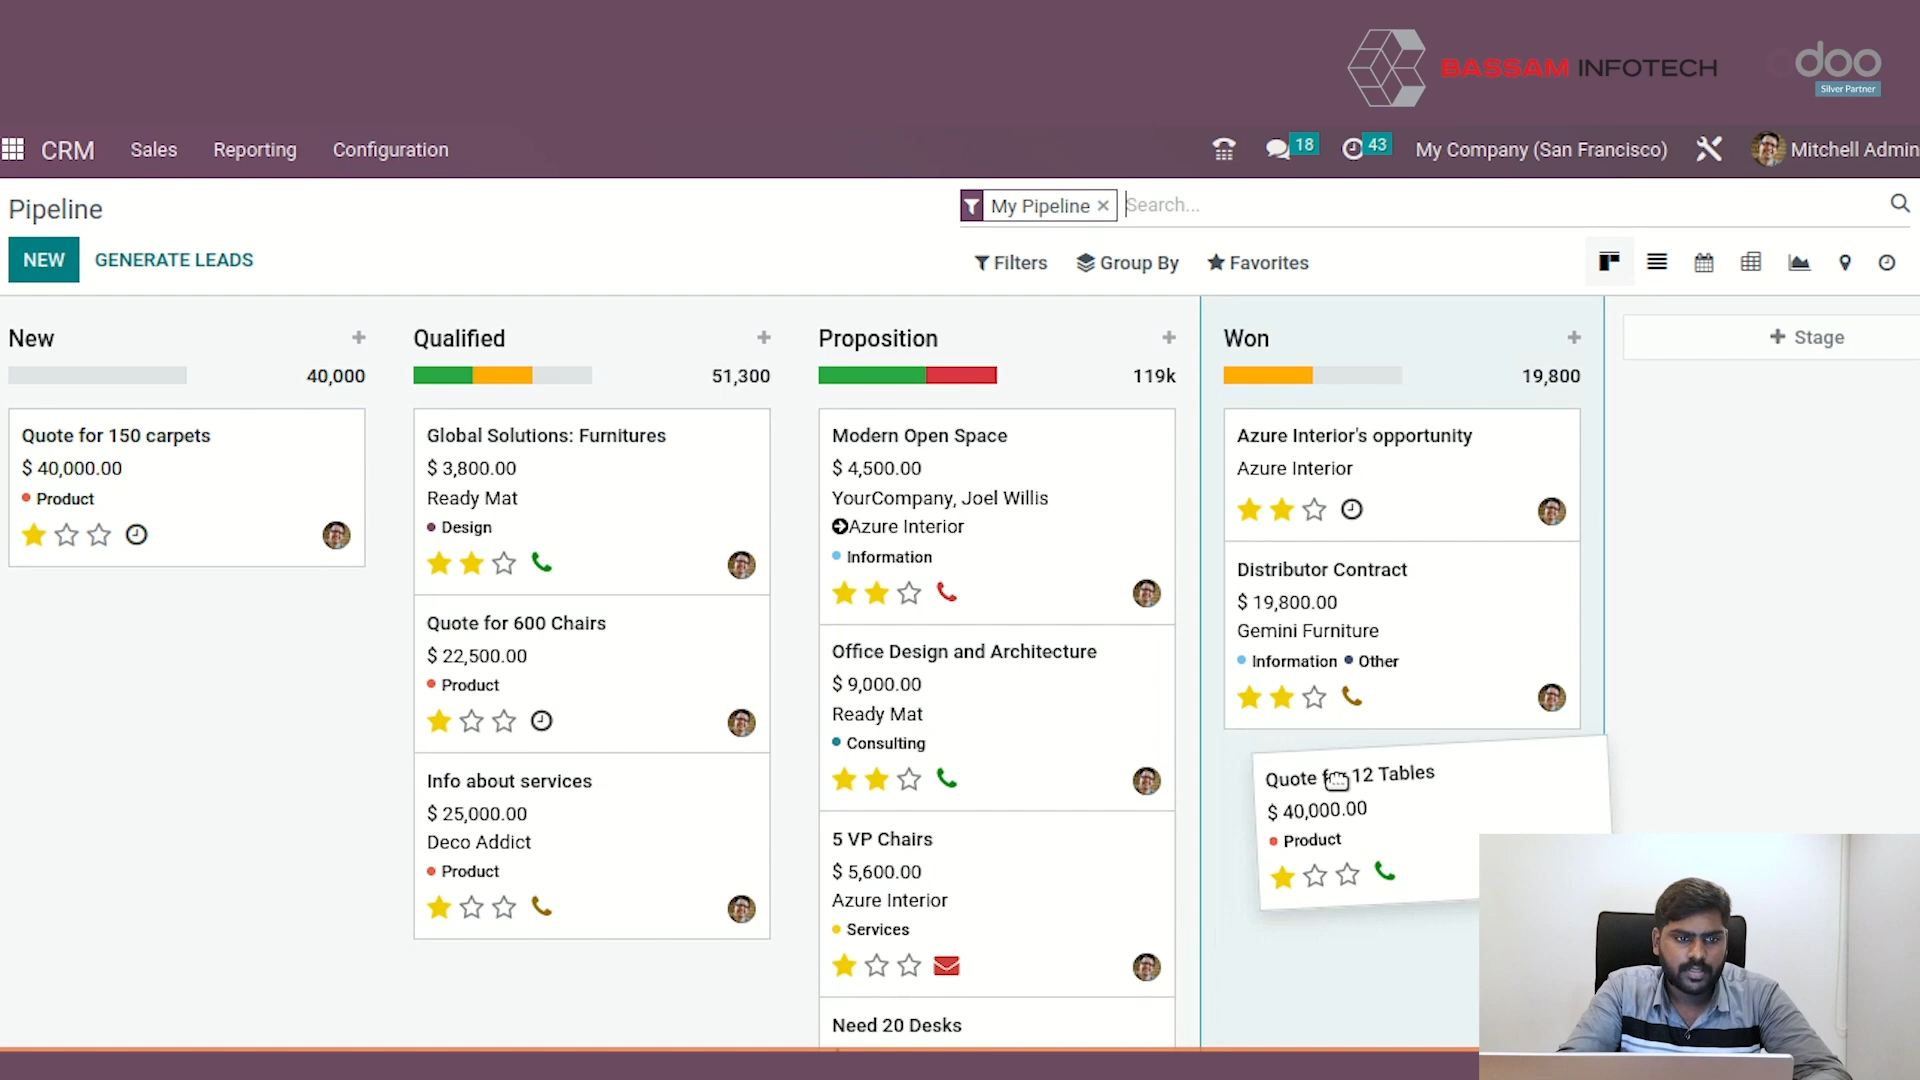 BASSAM INFOTECH
odoo
Silver Partner
CRM Sales Reporting Configuration 18 43 My Company (San Francisco) Mitchell Admin
Pipeline
My Pipeline × Search...
NEW GENERATE LEADS
Filters Group By Favorites
New +
40,000
Quote for 150 carpets
$ 40,000.00
Product
Qualified +
51,300
Global Solutions: Furnitures
$ 3,800.00
Ready Mat
Design
Quote for 600 Chairs
$ 22,500.00
Product
Info about services
$ 25,000.00
Deco Addict
Product
Proposition +
119k
Modern Open Space
$ 4,500.00
YourCompany, Joel Willis
Azure Interior
Information
Office Design and Architecture
$ 9,000.00
Ready Mat
Consulting
5 VP Chairs
$ 5,600.00
Azure Interior
Services
Need 20 Desks
Won +
19,800
Azure Interior's opportunity
Azure Interior
Distributor Contract
$ 19,800.00
Gemini Furniture
Information Other
Quote 12 Tables
$ 40,000.00
Product
+ Stage